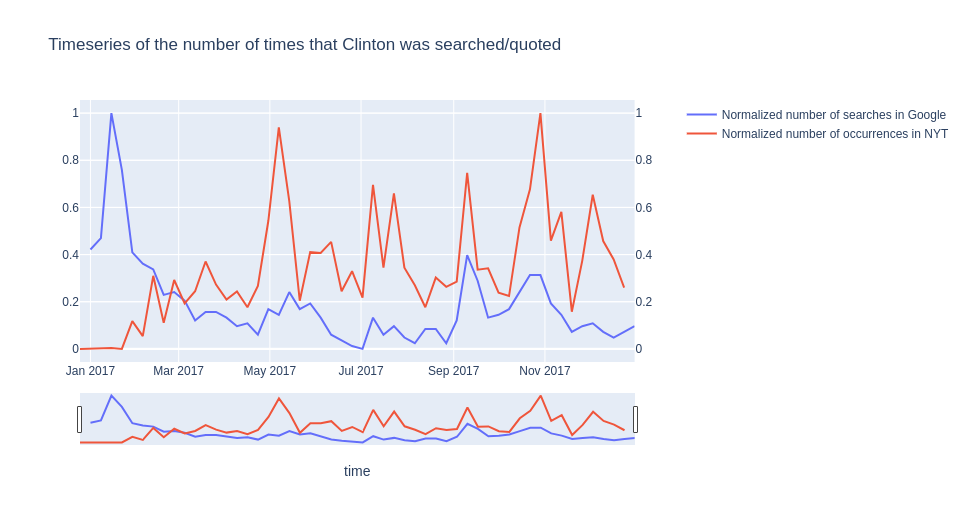 Timeseries of the number of times that Clinton was searched/quoted
Normalized number of searches in Google
Normalized number of occurrences in NYT
1
0.8
0.6
0.4
0.2
0
1
0.8
0.6
0.4
0.2
0
Jan 2017 Mar 2017 May 2017 Jul 2017 Sep 2017 Nov 2017
time